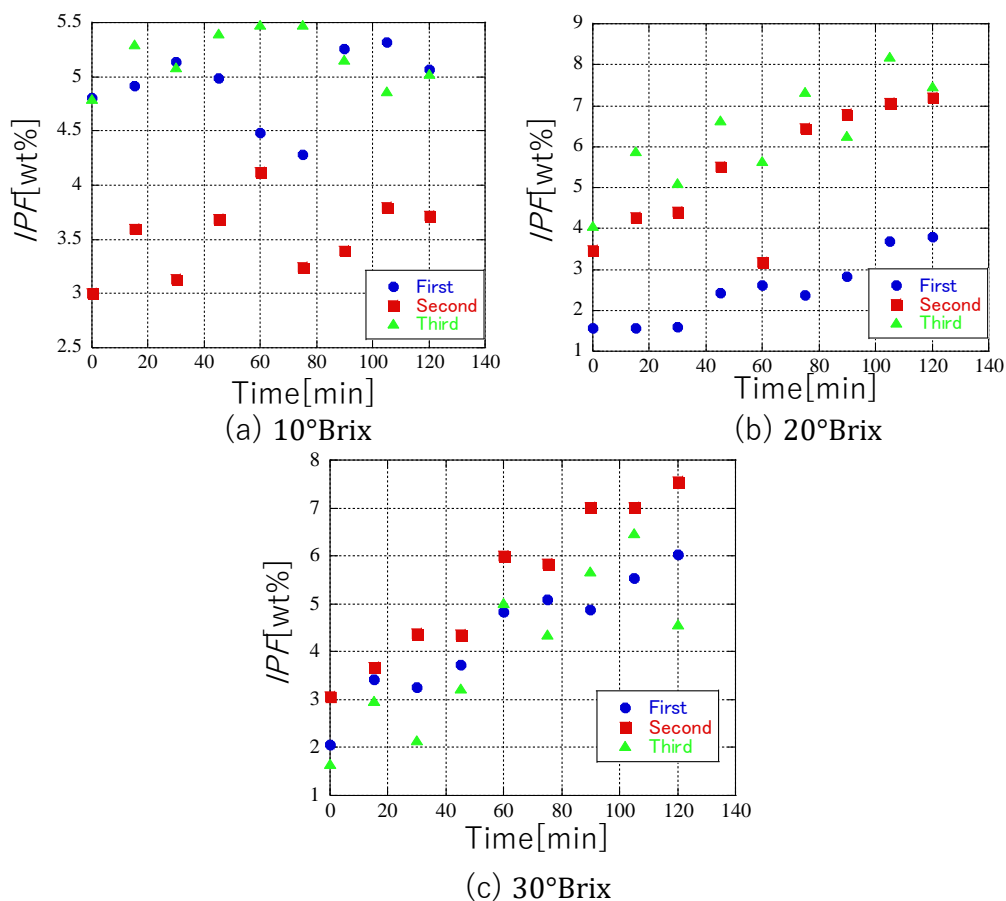 5.5
5
4.5
4
3.5
3
2.5
IPF[wt%]
First
Second
Third
0 20 40 60 80 100 120 140
Time[min]
(a) 10°Brix
9
8
7
6
5
4
3
2
1
IPF[wt%]
First
Second
Third
0 20 40 60 80 100 120 140
Time[min]
(b) 20°Brix
8
7
6
5
4
3
2
1
IPF[wt%]
First
Second
Third
0 20 40 60 80 100 120 140
Time[min]
(c) 30°Brix